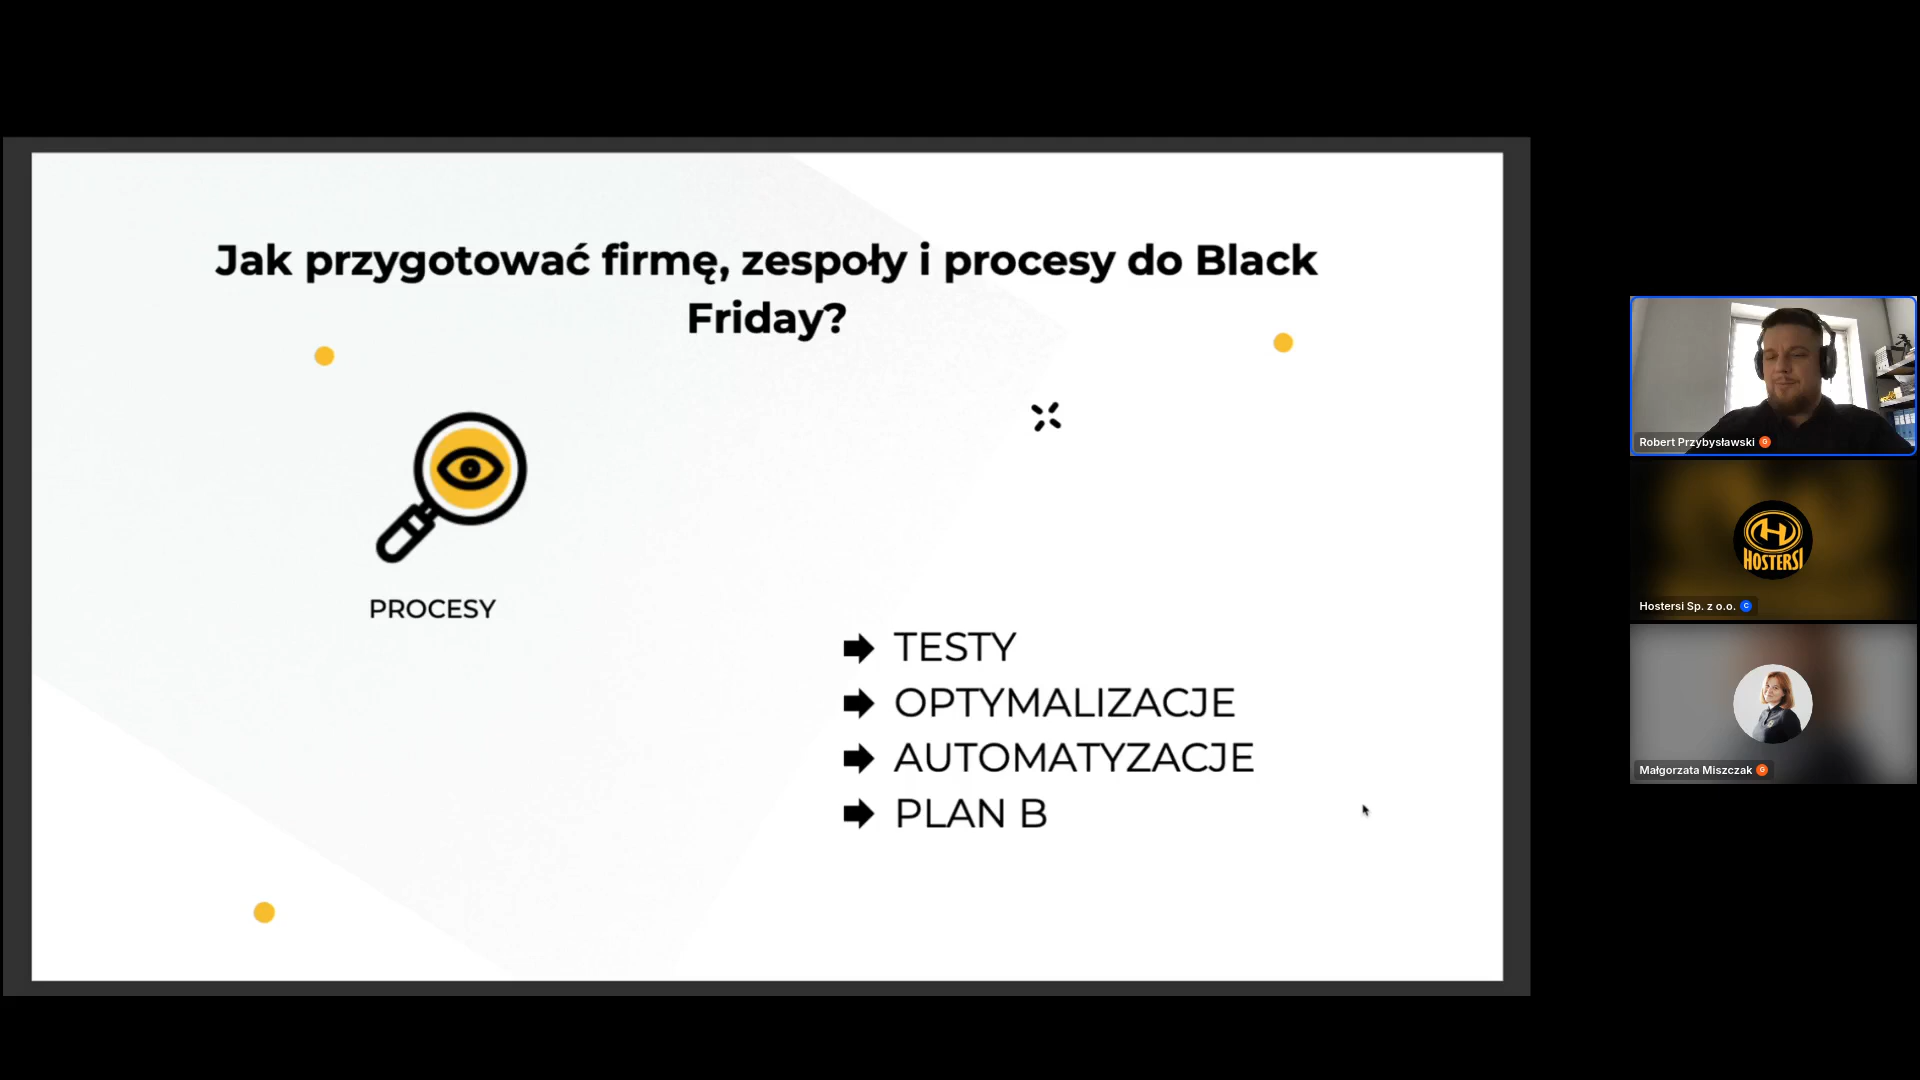 Jak przygotować firmę, zespoły i procesy do Black
Friday?
PROCESY
TESTY
OPTYMALIZACJE
AUTOMATYZACJE
PLAN B
Robert Przybysławski G
HOSTERSI
Hostersi Sp. z o.o. C
Małgorzata Miszczak G